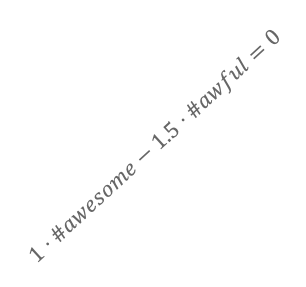 1 · #awesome − 1.5 · #awful = 0